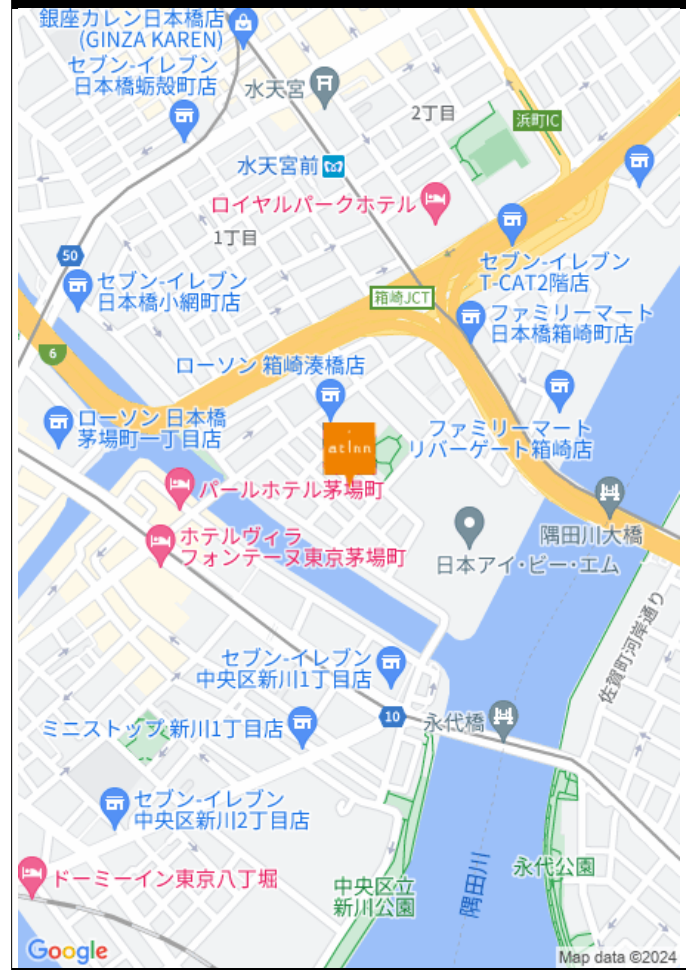 銀座カレン日本橋店
(GINZA KAREN)
セブン-イレブン
日本橋蛎殻町店
水天宮
2丁目
浜町IC
水天宮前
ロイヤルパークホテル
1丁目
50
セブン-イレブン
T-CAT2階店
セブン-イレブン
日本橋小網町店
箱崎JCT
ファミリーマート
日本橋箱崎町店
6
ローソン 箱崎湊橋店
ローソン 日本橋
茅場町一丁目店
ファミリーマート
リバーゲート箱崎店
at inn
パールホテル茅場町
隅田川大橋
ホテルヴィラ
フォンテーヌ東京茅場町
日本アイ・ビー・エム
佐賀町河岸通り
セブン-イレブン
中央区新川1丁目店
10
永代橋
ミニストップ 新川1丁目店
セブン-イレブン
中央区新川2丁目店
ドーミーイン東京八丁堀
中央区立
新川公園
隅田川
永代公園
Google
Map data ©2024